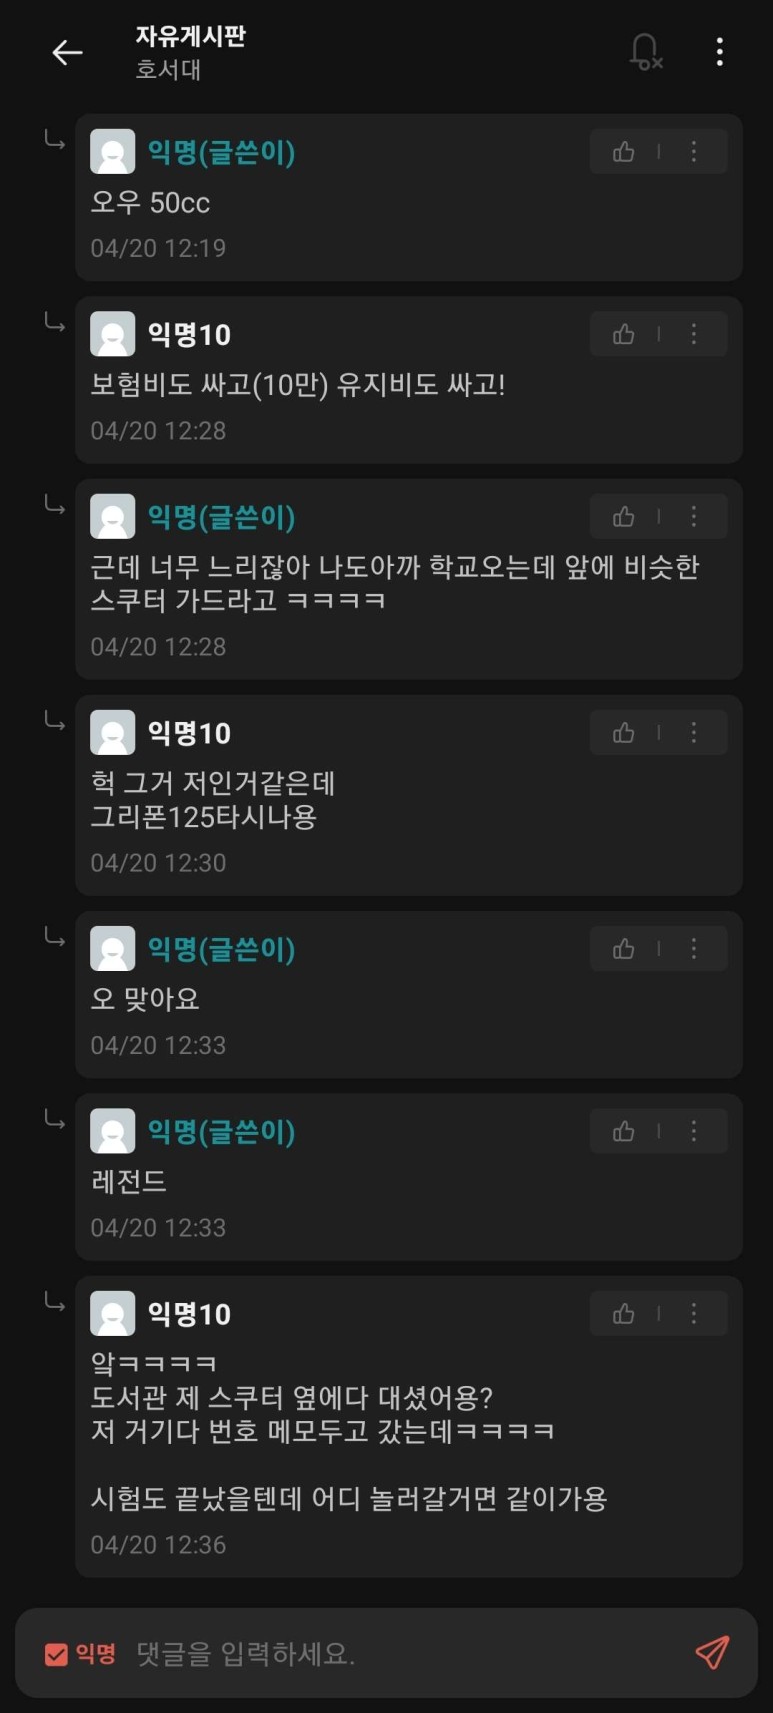 자유게시판
호서대
익명(글쓴이)
오우 50cc
04/20 12:19
익명10
보험비도 싸고(10만) 유지비도 싸고!
04/20 12:28
익명(글쓴이)
근데 너무 느리잖아 나도아까 학교오는데 앞에 비슷한
스쿠터 가드라고 ㅋㅋㅋㅋ
04/20 12:28
익명10
헉 그거 저인거같은데
그리폰125타시나용
04/20 12:30
익명(글쓴이)
오 맞아요
04/20 12:33
익명(글쓴이)
레전드
04/20 12:33
익명10
앜ㅋㅋㅋㅋ
도서관 제 스쿠터 옆에다 대셨어용?
저 거기다 번호 메모두고 갔는데ㅋㅋㅋㅋ
시험도 끝났을텐데 어디 놀러갈거면 같이가용
04/20 12:36
익명 댓글을 입력하세요.